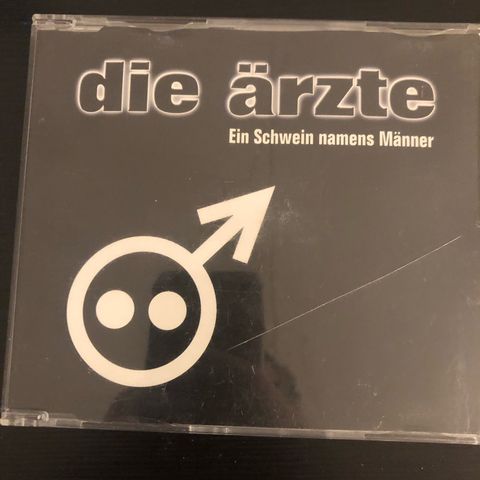 die ärzte
Ein Schwein namens Männer